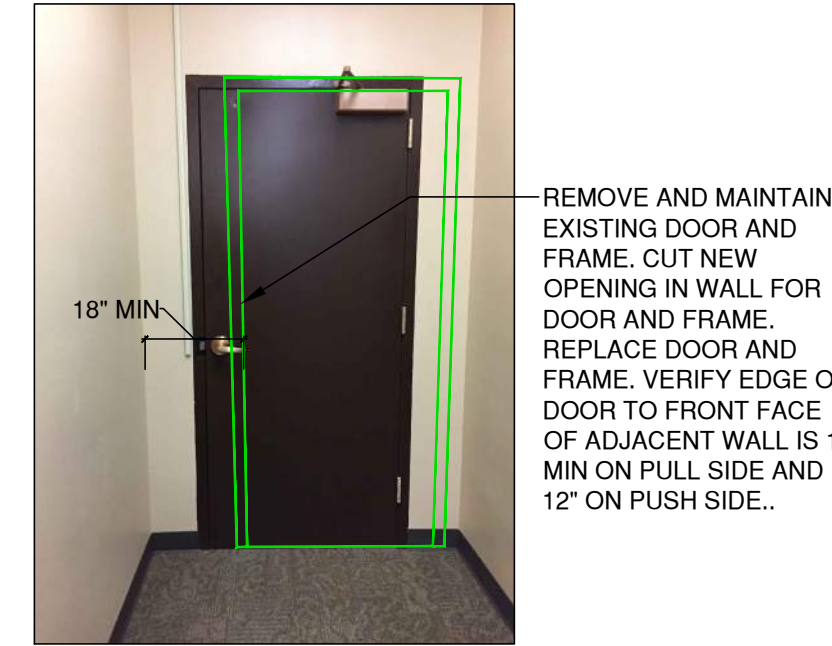 18" MIN
REMOVE AND MAINTAIN
EXISTING DOOR AND
FRAME. CUT NEW
OPENING IN WALL FOR
DOOR AND FRAME.
REPLACE DOOR AND
FRAME. VERIFY EDGE
DOOR TO FRONT FACE
OF ADJACENT WALL IS
MIN ON PULL SIDE AND
12" ON PUSH SIDE..